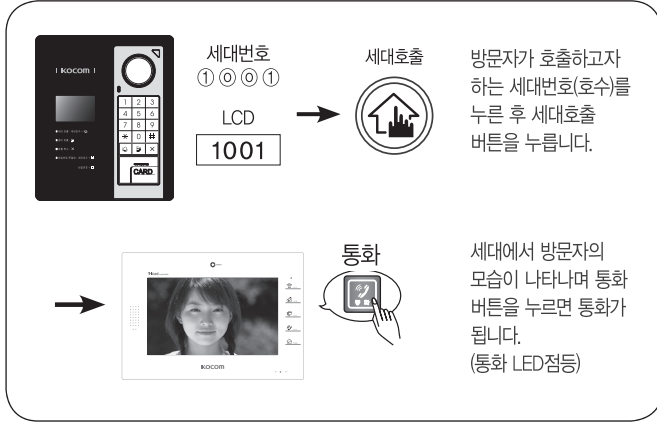 KOCOM
1 2 3
4 5 6
7 8 9
* 0 #
CARD
세대번호
① ⓪ ⓪ ①
LCD
1001
세대호출
방문자가 호출하고자
하는 세대번호(호수)를
누른 후 세대호출
버튼을 누릅니다.
KOCOM
통화
세대에서 방문자의
모습이 나타나며 통화
버튼을 누르면 통화가
됩니다.
(통화 LED점등)